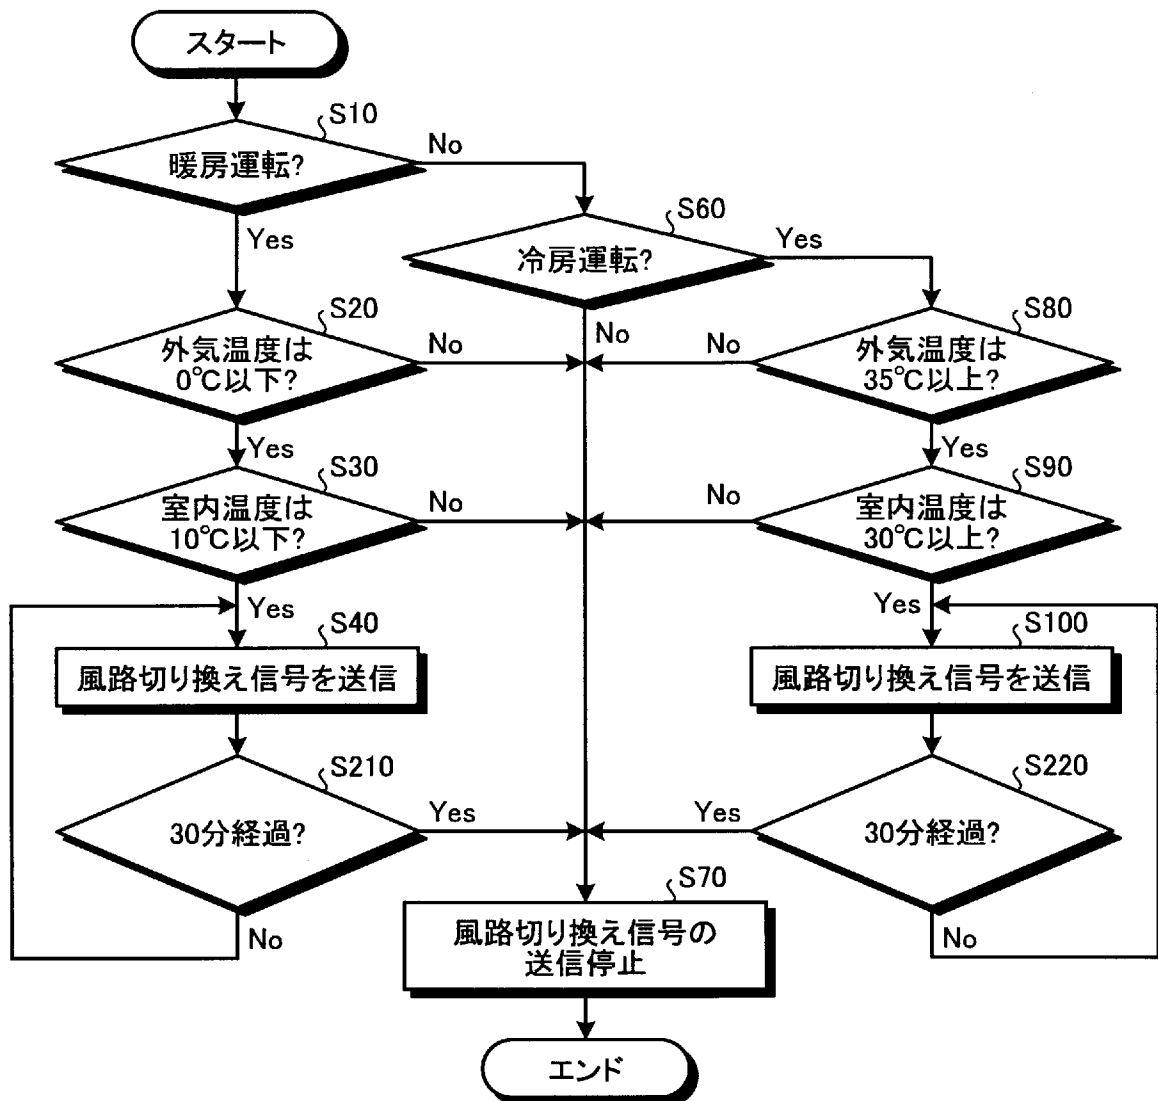 スタート
S10
暖房運転?
No
Yes
S60
冷房運転?
Yes
No
S20
外気温度は
0℃以下?
No
Yes
S80
外気温度は
35℃以上?
No
Yes
S30
室内温度は
10℃以下?
No
Yes
S90
室内温度は
30℃以上?
No
Yes
S40
風路切り換え信号を送信
S100
風路切り換え信号を送信
S210
30分経過?
Yes
No
S220
30分経過?
Yes
No
S70
風路切り換え信号の
送信停止
エンド